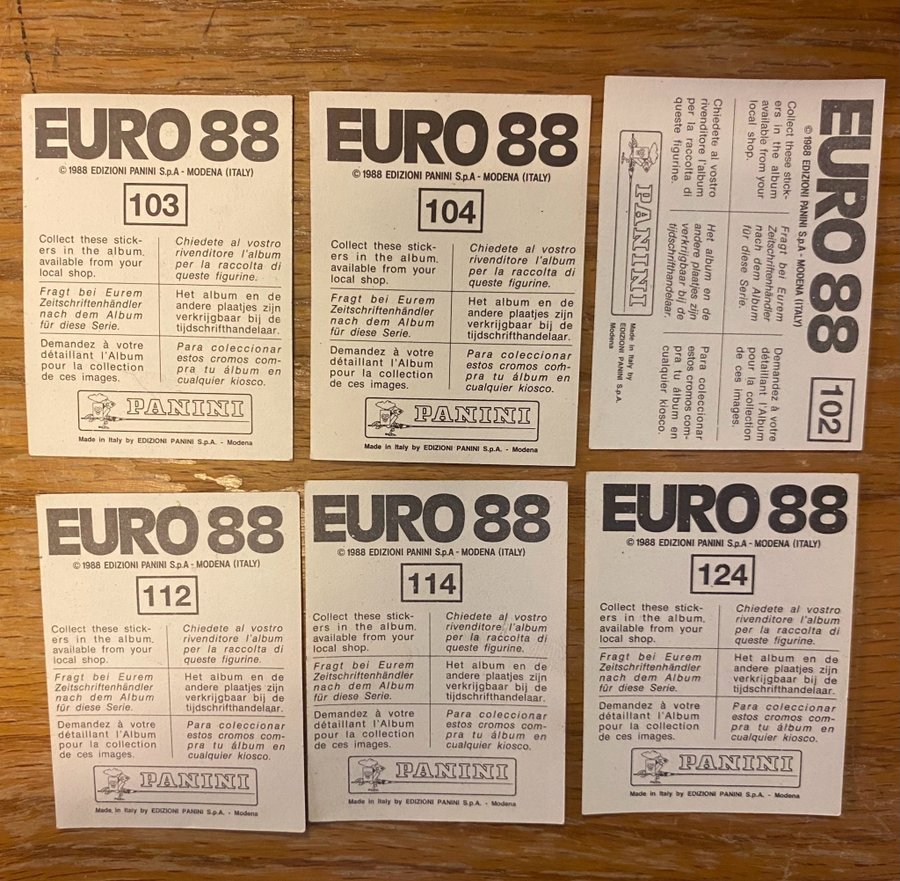 EURO 88
© 1988 EDIZIONI PANINI S.p.A - MODENA (ITALY)
103
Collect these stick-
ers in the album.
available from your
local shop.
Chiedete al vostro
rivenditore l'album
per la raccolta di
queste figurine.
Fragt bei Eurem
Zeitschriftenhändler
nach dem Album
für diese Serie.
Het album en de
andere plaatjes zijn
verkrijgbaar bij de
tijdschrifthandelaar.
Demandez à votre
détaillant l'Album
pour la collection
de ces images.
Para coleccionar
estos cromos com-
pra tu álbum en
cualquier kiosco.
PANINI
Made in Italy by EDIZIONI PANINI S.p.A. - Modena
EURO 88
© 1988 EDIZIONI PANINI S.p.A - MODENA (ITALY)
104
Collect these stick-
ers in the album.
available from your
local shop.
Chiedete al vostro
rivenditore l'album
per la raccolta di
queste figurine.
Fragt bei Eurem
Zeitschriftenhändler
nach dem Album
für diese Serie.
Het album en de
andere plaatjes zijn
verkrijgbaar bij de
tijdschrifthandelaar.
Demandez à votre
détaillant l'Album
pour la collection
de ces images.
Para coleccionar
estos cromos com-
pra tu álbum en
cualquier kiosco.
PANINI
Made in Italy by EDIZIONI PANINI S.p.A. - Modena
EURO 88
© 1988 EDIZIONI PANINI S.p.A - MODENA (ITALY)
102
Collect these stick-
ers in the album
available from your
local shop.
Fragt bei Eurem
Zeitschriftenhändler
nach dem Album
für diese Serie.
Demandez à votre
détaillant l'Album
pour la collection
de ces images.
Chiedete al vostro
rivenditore l'album
per la raccolta di
queste figurine.
Het album en de
andere plaatjes zijn
verkrijgbaar bij de
tijdschrifthandelaar.
Para coleccionar
estos cromos com-
pra tu álbum en
cualquier kiosco.
PANINI
Made in Italy by
EDIZIONI PANINI S.p.A.
Modena
EURO 88
© 1988 EDIZIONI PANINI S.p.A - MODENA (ITALY)
112
Collect these stick-
ers in the album.
available from your
local shop.
Chiedete al vostro
rivenditore l'album
per la raccolta di
queste figurine.
Fragt bei Eurem
Zeitschriftenhändler
nach dem Album
für diese Serie.
Het album en de
andere plaatjes zijn
verkrijgbaar bij de
tijdschrifthandelaar.
Demandez à votre
détaillant l'Album
pour la collection
de ces images.
Para coleccionar
estos cromos com-
pra tu álbum en
cualquier kiosco.
PANINI
Made in Italy by EDIZIONI PANINI S.p.A. - Modena
EURO 88
© 1988 EDIZIONI PANINI S.p.A - MODENA (ITALY)
114
Collect these stick-
ers in the album.
available from your
local shop.
Chiedete al vostro
rivenditore l'album
per la raccolta di
queste figurine.
Fragt bei Eurem
Zeitschriftenhändler
nach dem Album
für diese Serie.
Het album en de
andere plaatjes zijn
verkrijgbaar bij de
tijdschrifthandelaar.
Demandez à votre
détaillant l'Album
pour la collection
de ces images.
Para coleccionar
estos cromos com-
pra tu álbum en
cualquier kiosco.
PANINI
Made in Italy by EDIZIONI PANINI S.p.A. - Modena
EURO 88
© 1988 EDIZIONI PANINI S.p.A - MODENA (ITALY)
124
Collect these stick-
ers in the album.
available from your
local shop.
Chiedete al vostro
rivenditore l'album
per la raccolta di
queste figurine.
Fragt bei Eurem
Zeitschriftenhändler
nach dem Album
für diese Serie.
Het album en de
andere plaatjes zijn
verkrijgbaar bij de
tijdschrifthandelaar.
Demandez à votre
détaillant l'Album
pour la collection
de ces images.
Para coleccionar
estos cromos com-
pra tu álbum en
cualquier kiosco.
PANINI
Made in Italy by EDIZIONI PANINI S.p.A. - Modena